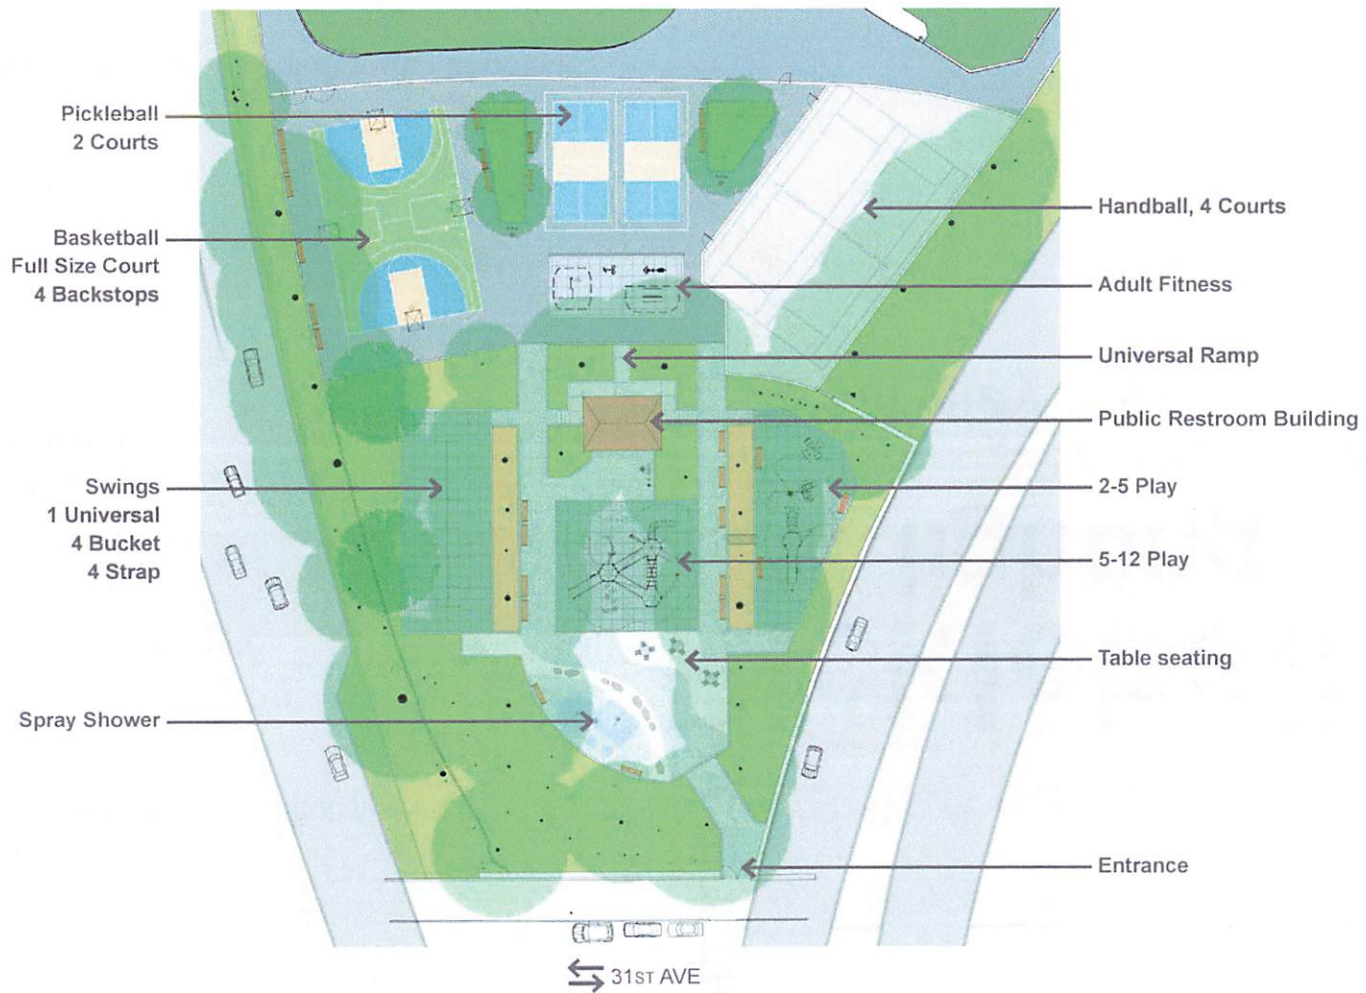 Pickleball
2 Courts
Basketball
Full Size Court
4 Backstops
Swings
1 Universal
4 Bucket
4 Strap
Spray Shower
Handball, 4 Courts
Adult Fitness
Universal Ramp
Public Restroom Building
2-5 Play
5-12 Play
Table seating
Entrance
31ST AVE